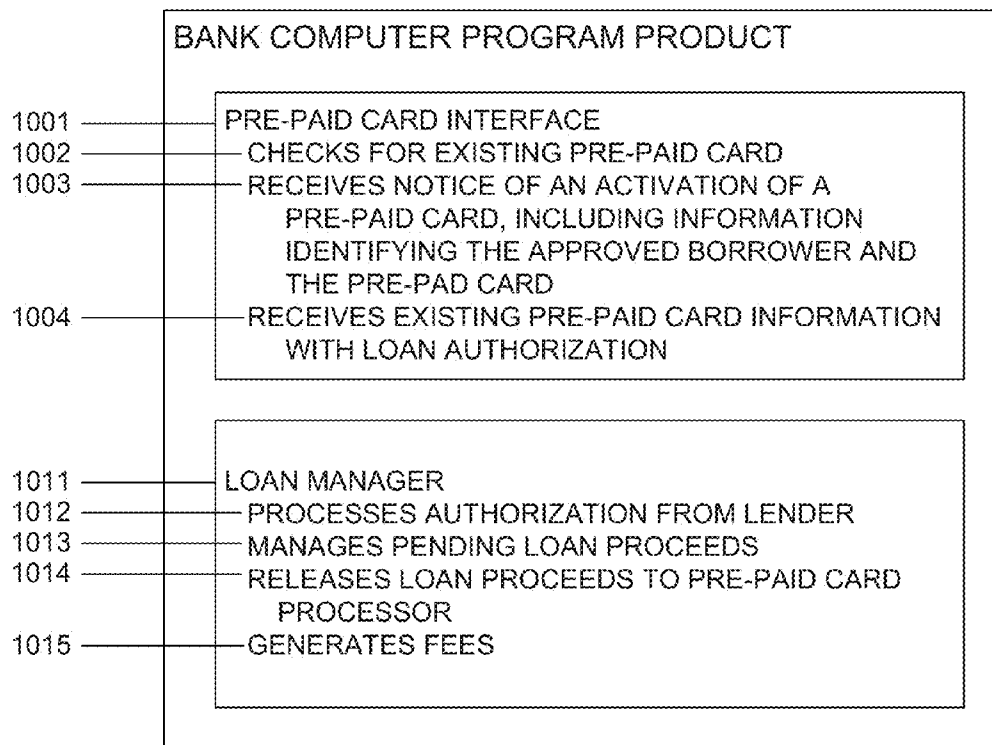 BANK COMPUTER PROGRAM PRODUCT
1001 PRE-PAID CARD INTERFACE
1002 CHECKS FOR EXISTING PRE-PAID CARD
1003 RECEIVES NOTICE OF AN ACTIVATION OF A
PRE-PAID CARD, INCLUDING INFORMATION
IDENTIFYING THE APPROVED BORROWER AND
THE PRE-PAD CARD
1004 RECEIVES EXISTING PRE-PAID CARD INFORMATION
WITH LOAN AUTHORIZATION
1011 LOAN MANAGER
1012 PROCESSES AUTHORIZATION FROM LENDER
1013 MANAGES PENDING LOAN PROCEEDS
1014 RELEASES LOAN PROCEEDS TO PRE-PAID CARD
PROCESSOR
1015 GENERATES FEES